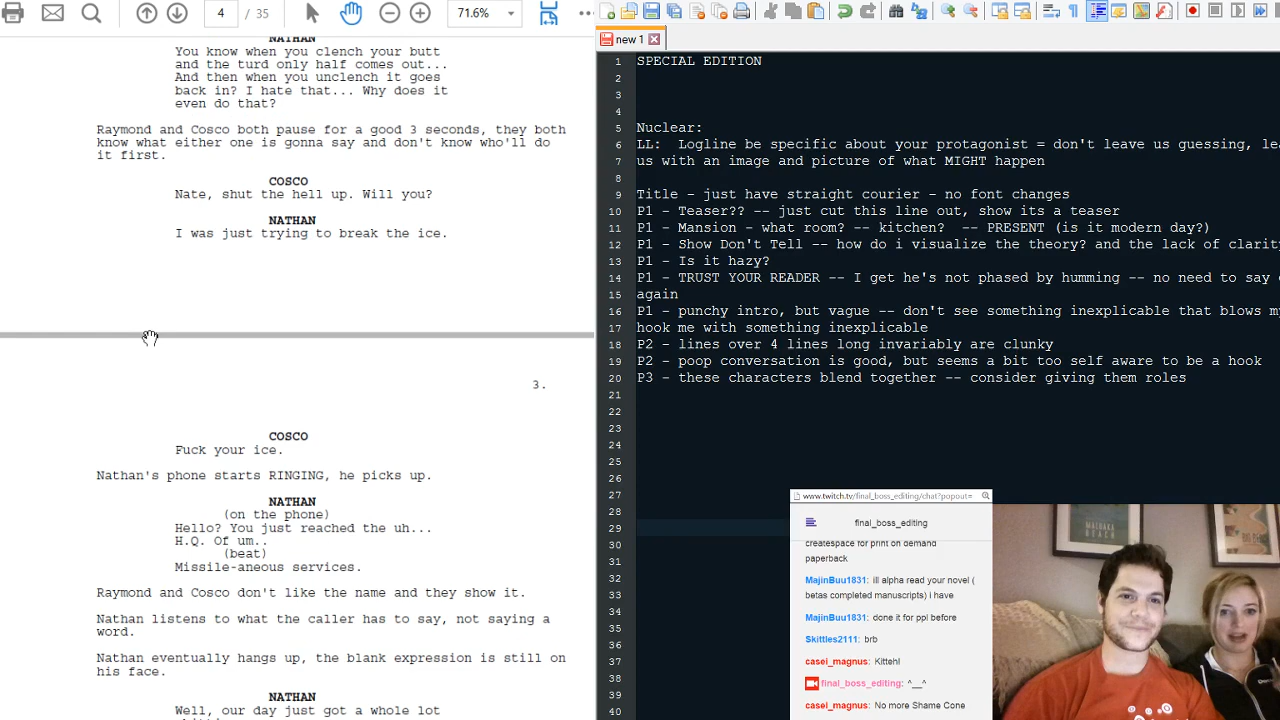 4 / 35
71.6%
NATHAN
You know when you clench your butt
and the turd only half comes out...
And then when you unclench it goes
back in? I hate that... Why does it
even do that?
Raymond and Cosco both pause for a good 3 seconds, they both
know what either one is gonna say and don't know who'll do
it first.
COSCO
Nate, shut the hell up. Will you?
NATHAN
I was just trying to break the ice.
3.
COSCO
Fuck your ice.
Nathan's phone starts RINGING, he picks up.
NATHAN
(on the phone)
Hello? You just reached the uh...
H.Q. Of um..
(beat)
Missile-aneous services.
Raymond and Cosco don't like the name and they show it.
Nathan listens to what the caller has to say, not saying a
word.
Nathan eventually hangs up, the blank expression is still on
his face.
NATHAN
Well, our day just got a whole lot
new 1
1 SPECIAL EDITION
2
3
4
5 Nuclear:
6 LL:  Logline be specific about your protagonist = don't leave us guessing, lea
7 us with an image and picture of what MIGHT happen
8
9 Title - just have straight courier - no font changes
10 P1 - Teaser?? -- just cut this line out, show its a teaser
11 P1 - Mansion - what room? -- kitchen?  -- PRESENT (is it modern day?)
12 P1 - Show Don't Tell -- how do i visualize the theory? and the lack of clarit
13 P1 - Is it hazy?
14 P1 - TRUST YOUR READER -- I get he's not phased by humming -- no need to say
15 again
16 P1 - punchy intro, but vague -- don't see something inexplicable that blows m
17 hook me with something inexplicable
18 P2 - lines over 4 lines long invariably are clunky
19 P2 - poop conversation is good, but seems a bit too self aware to be a hook
20 P3 - these characters blend together -- consider giving them roles
21
22
23
24
25
26
27
28
29
30
31
32
33
34
35
36
37
38
39
40
www.twitch.tv/final_boss_editing/chat?popout=
final_boss_editing
createspace for print on demand
paperback
MajinBuu1831: ill alpha read your novel (
betas completed manuscripts) i have
MajinBuu1831: done it for ppl before
Skittles2111: brb
casei_magnus: Kitteh!
final_boss_editing: ^__^
casei_magnus: No more Shame Cone